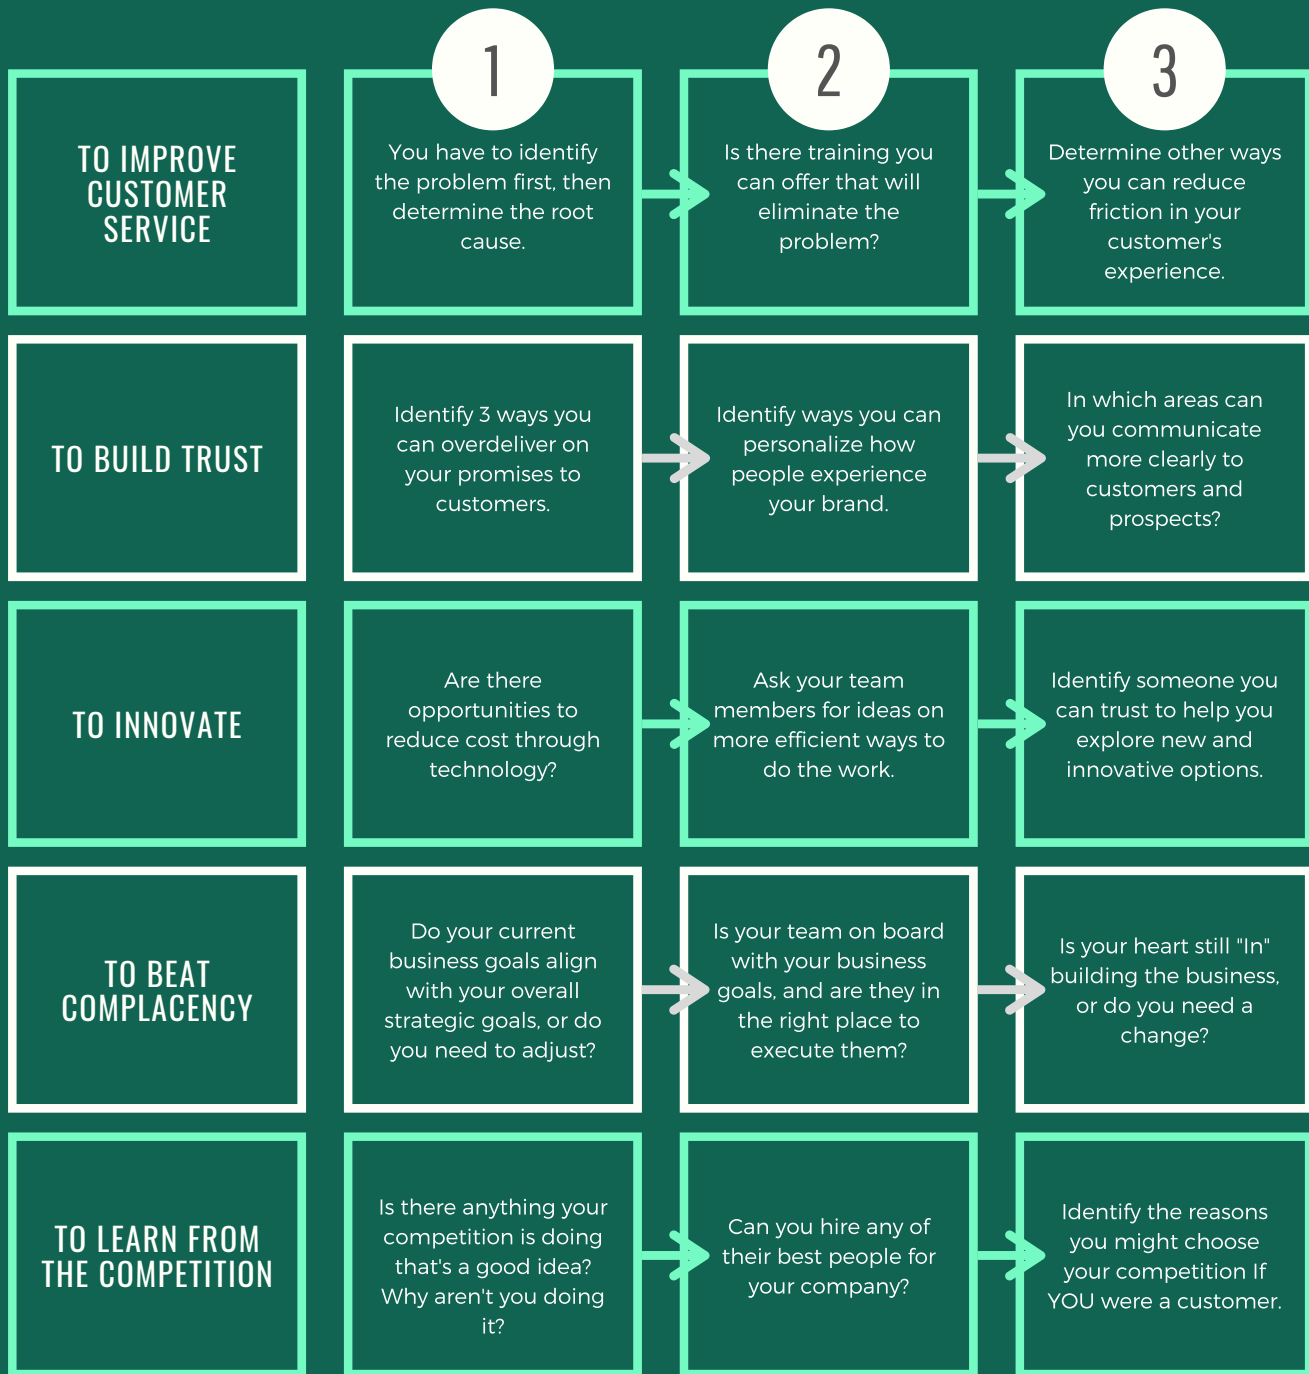 1
2
3
TO IMPROVE
CUSTOMER
SERVICE
You have to identify
the problem first, then
determine the root
cause.
Is there training you
can offer that will
eliminate the
problem?
Determine other ways
you can reduce
friction in your
customer's
experience.
TO BUILD TRUST
Identify 3 ways you
can overdeliver on
your promises to
customers.
Identify ways you can
personalize how
people experience
your brand.
In which areas can
you communicate
more clearly to
customers and
prospects?
TO INNOVATE
Are there
opportunities to
reduce cost through
technology?
Ask your team
members for ideas on
more efficient ways to
do the work.
Identify someone you
can trust to help you
explore new and
innovative options.
TO BEAT
COMPLACENCY
Do your current
business goals align
with your overall
strategic goals, or do
you need to adjust?
Is your team on board
with your business
goals, and are they in
the right place to
execute them?
Is your heart still "In"
building the business,
or do you need a
change?
TO LEARN FROM
THE COMPETITION
Is there anything your
competition is doing
that's a good idea?
Why aren't you doing
it?
Can you hire any of
their best people for
your company?
Identify the reasons
you might choose
your competition If
YOU were a customer.